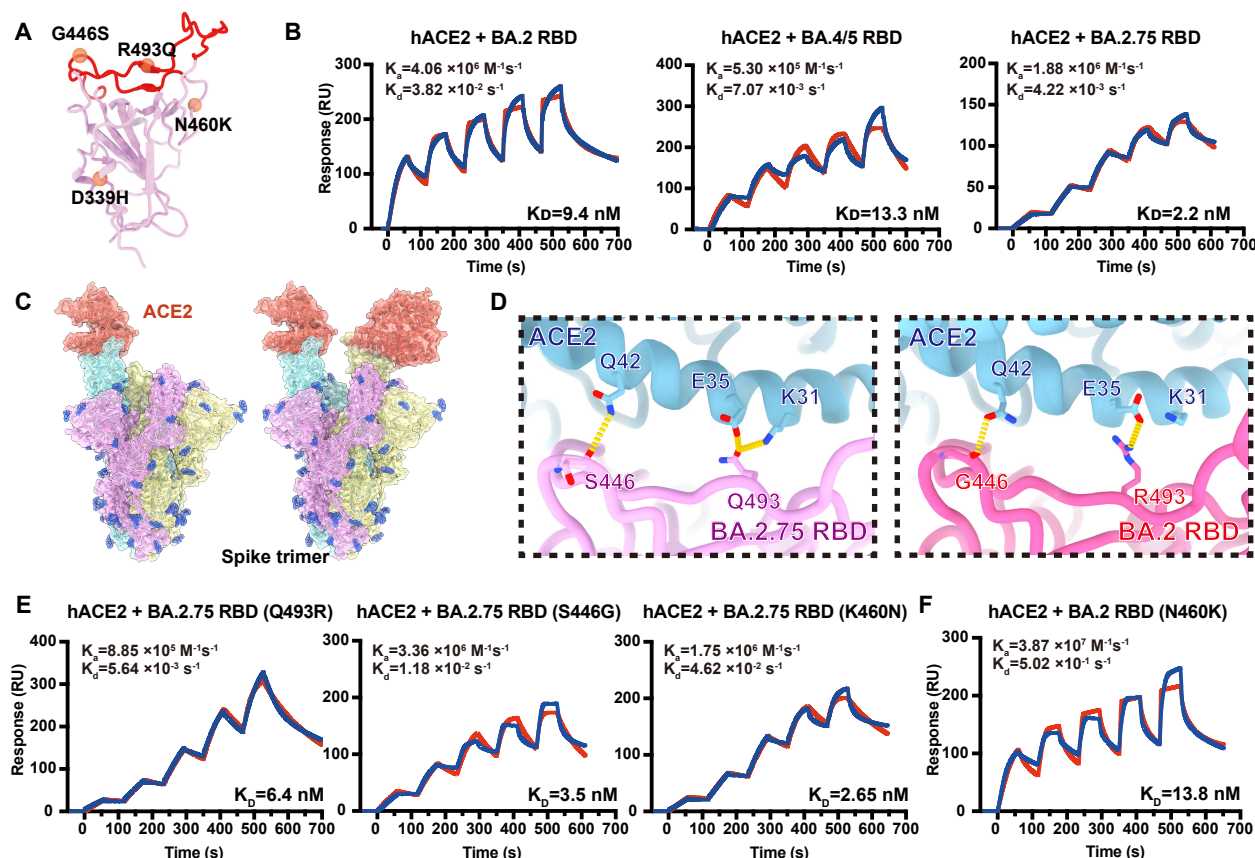 A
G446S
R493Q
N460K
D339H
B
hACE2 + BA.2 RBD
Kₐ=4.06 ×10⁶ M⁻¹s⁻¹
K_d=3.82 ×10⁻² s⁻¹
Response (RU)
300
200
100
0
KD=9.4 nM
0 100 200 300 400 500 600 700
Time (s)
hACE2 + BA.4/5 RBD
Kₐ=5.30 ×10⁵ M⁻¹s⁻¹
K_d=7.07 ×10⁻³ s⁻¹
400
300
200
100
0
KD=13.3 nM
0 100 200 300 400 500 600 700
Time (s)
hACE2 + BA.2.75 RBD
Kₐ=1.88 ×10⁶ M⁻¹s⁻¹
K_d=4.22 ×10⁻³ s⁻¹
200
150
100
50
0
KD=2.2 nM
0 100 200 300 400 500 600 700
Time (s)
C
ACE2
Spike trimer
D
ACE2
Q42
E35
K31
S446
Q493
BA.2.75 RBD
ACE2
Q42
E35
K31
G446
R493
BA.2 RBD
E
hACE2 + BA.2.75 RBD (Q493R)
Kₐ=8.85 ×10⁵ M⁻¹s⁻¹
K_d=5.64 ×10⁻³ s⁻¹
Response (RU)
400
300
200
100
0
K_D=6.4 nM
0 100 200 300 400 500 600 700
Time (s)
hACE2 + BA.2.75 RBD (S446G)
Kₐ=3.36 ×10⁶ M⁻¹s⁻¹
K_d=1.18 ×10⁻² s⁻¹
300
200
100
0
K_D=3.5 nM
0 100 200 300 400 500 600 700
Time (s)
hACE2 + BA.2.75 RBD (K460N)
Kₐ=1.75 ×10⁶ M⁻¹s⁻¹
K_d=4.62 ×10⁻² s⁻¹
300
200
100
0
K_D=2.65 nM
0 100 200 300 400 500 600 700
Time (s)
F
hACE2 + BA.2 RBD (N460K)
Kₐ=3.87 ×10⁷ M⁻¹s⁻¹
K_d=5.02 ×10⁻¹ s⁻¹
Response (RU)
300
200
100
0
K_D=13.8 nM
0 100 200 300 400 500 600 700
Time (s)